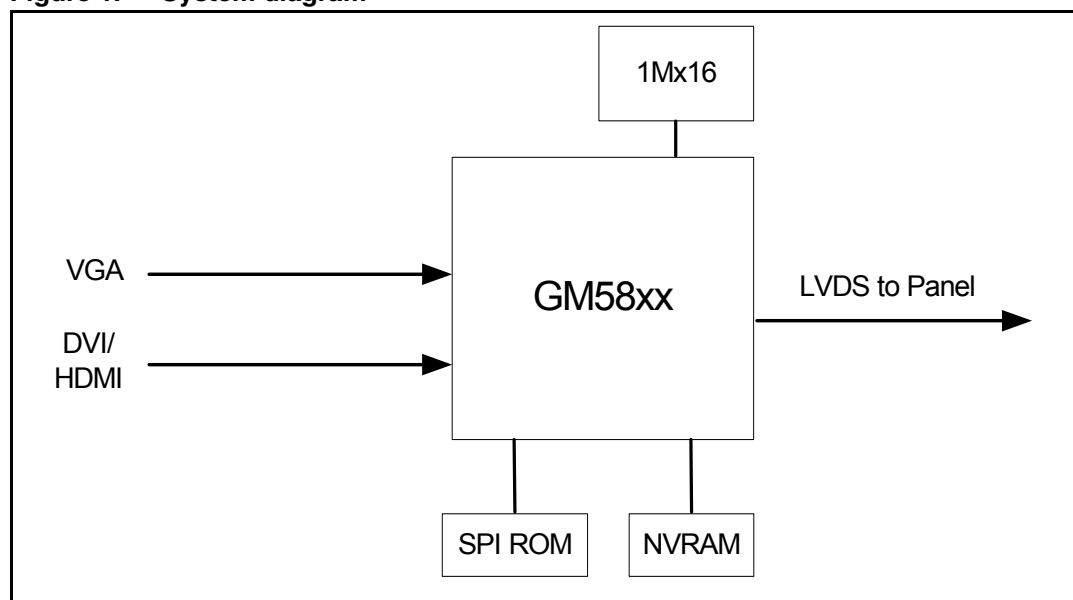 Figure 1. System diagram
1Mx16
VGA
DVI/
HDMI
GM58xx
LVDS to Panel
SPI ROM
NVRAM